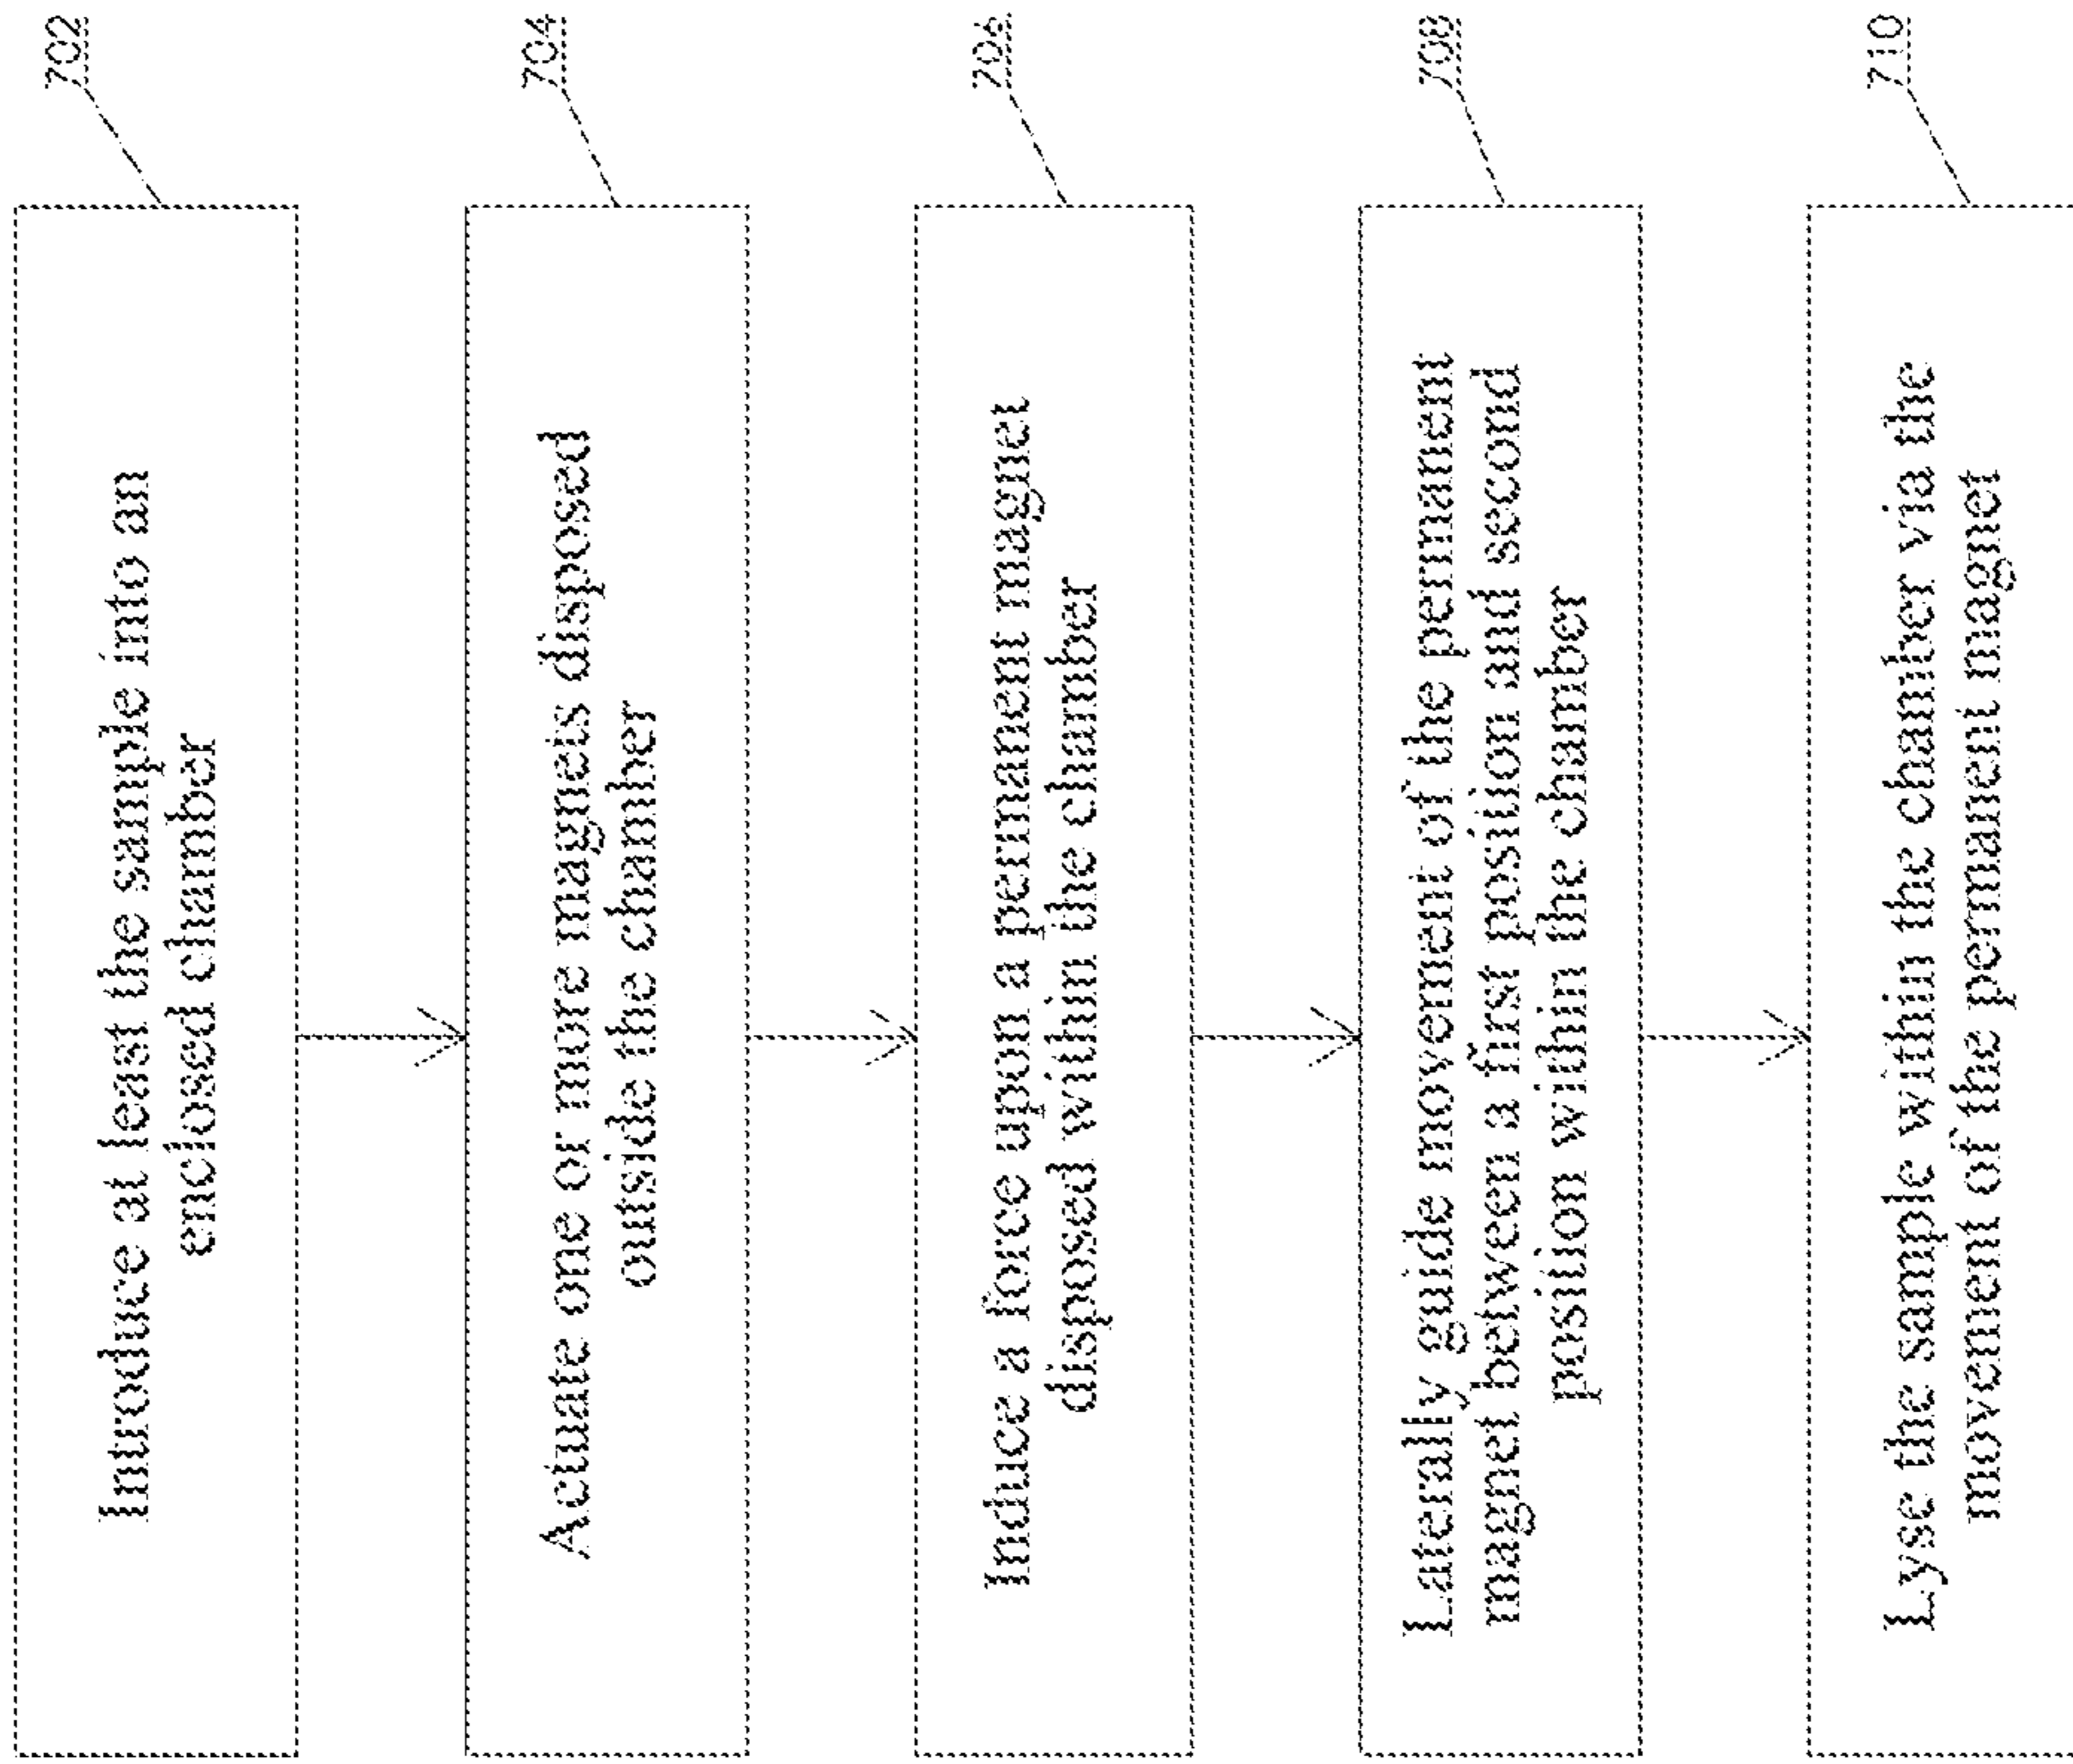 702
Introduce at least the sample into an
enclosed chamber
704
Actuate one or more magnets disposed
outside the chamber
706
Induce a force upon a permanent magnet
disposed within the chamber
708
Laterally guide movement of the permanent
magnet between a first position and second
position within the chamber
710
Lyse the sample within the chamber via the
movement of the permanent magnet